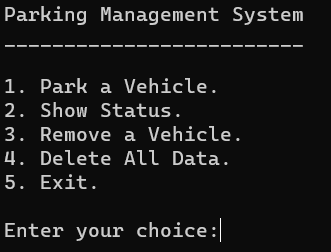 Parking Management System
-------------------------
1. Park a Vehicle.
2. Show Status.
3. Remove a Vehicle.
4. Delete All Data.
5. Exit.
Enter your choice: